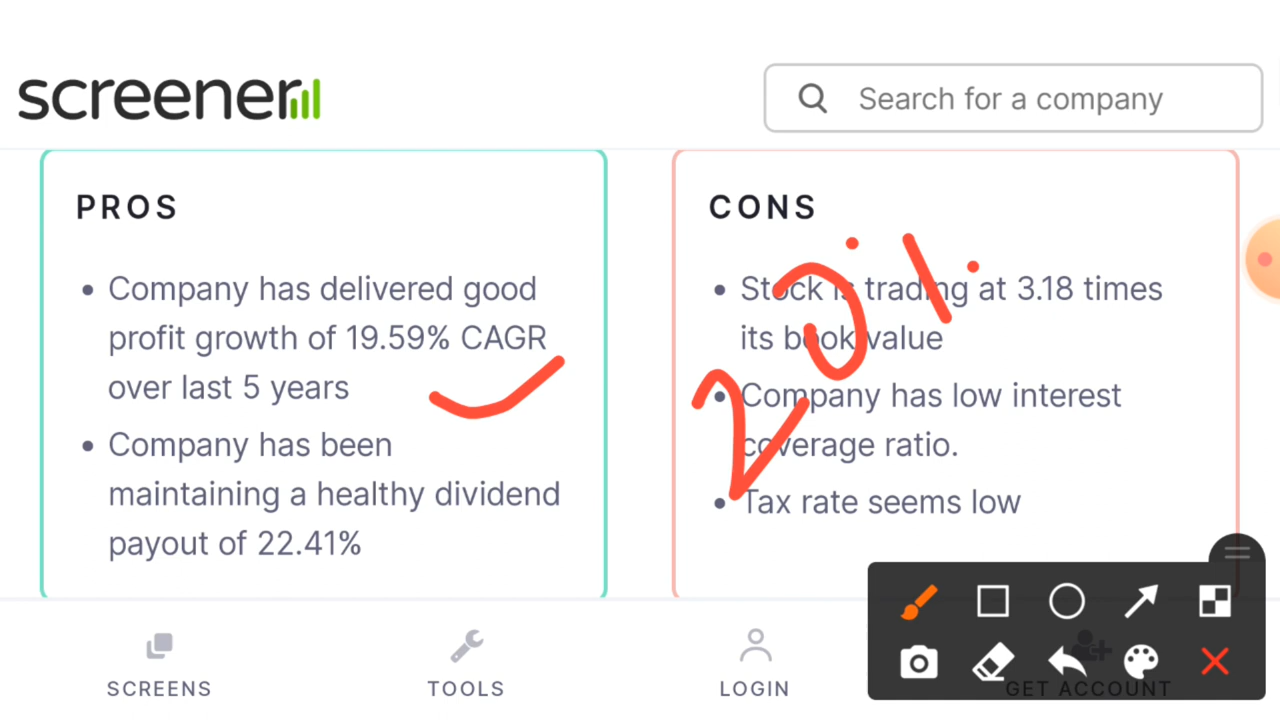 screener
Search for a company
PROS
• Company has delivered good
profit growth of 19.59% CAGR
over last 5 years
• Company has been
maintaining a healthy dividend
payout of 22.41%
CONS
• Stock is trading at 3.18 times
its book value
• Company has low interest
coverage ratio.
• Tax rate seems low
20%
SCREENS
TOOLS
LOGIN
GET ACCOUNT